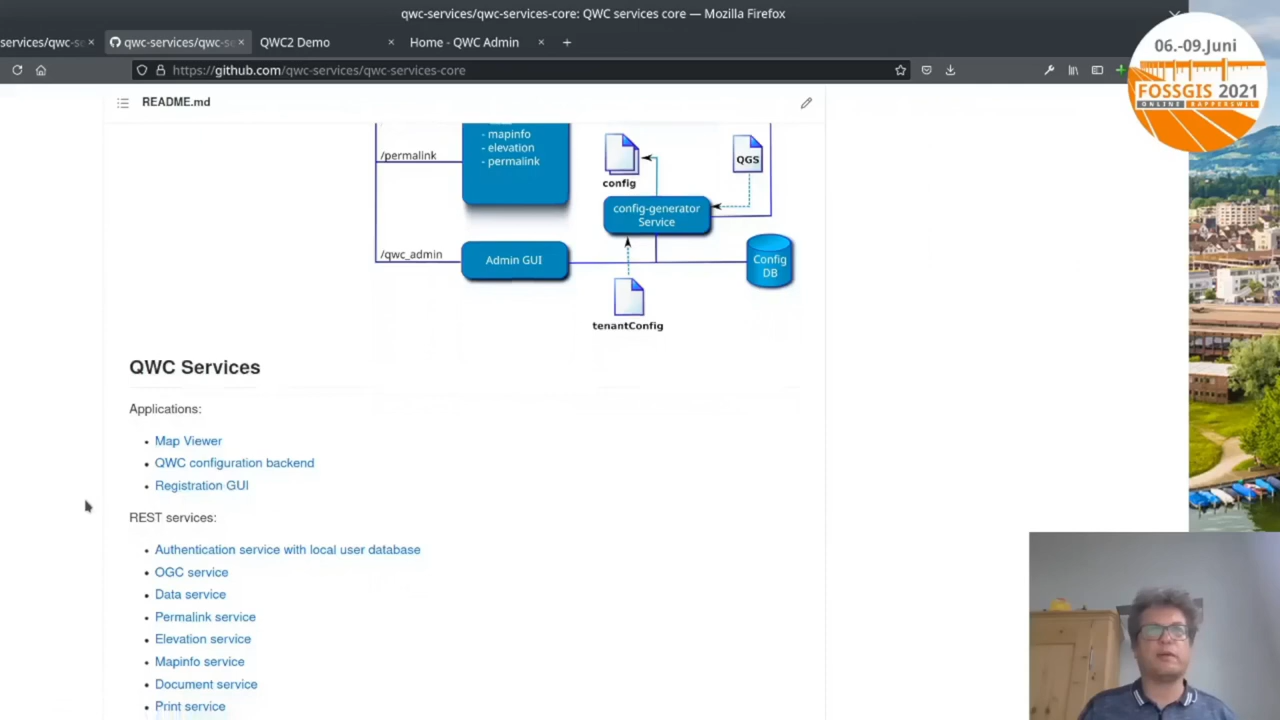 qwc-services/qwc-services-core: QWC services core — Mozilla Firefox
services/qwc-se
qwc-services/qwc-s
QWC2 Demo
Home - QWC Admin
https://github.com/qwc-services/qwc-services-core
06.-09.Juni
FOSSGIS 2021
ONLINE RAPPERSWIL
README.md
- mapinfo
- elevation
- permalink
/permalink
config
QGS
config-generator
Service
/qwc_admin
Admin GUI
Config
DB
tenantConfig
QWC Services
Applications:
• Map Viewer
• QWC configuration backend
• Registration GUI
REST services:
• Authentication service with local user database
• OGC service
• Data service
• Permalink service
• Elevation service
• Mapinfo service
• Document service
• Print service